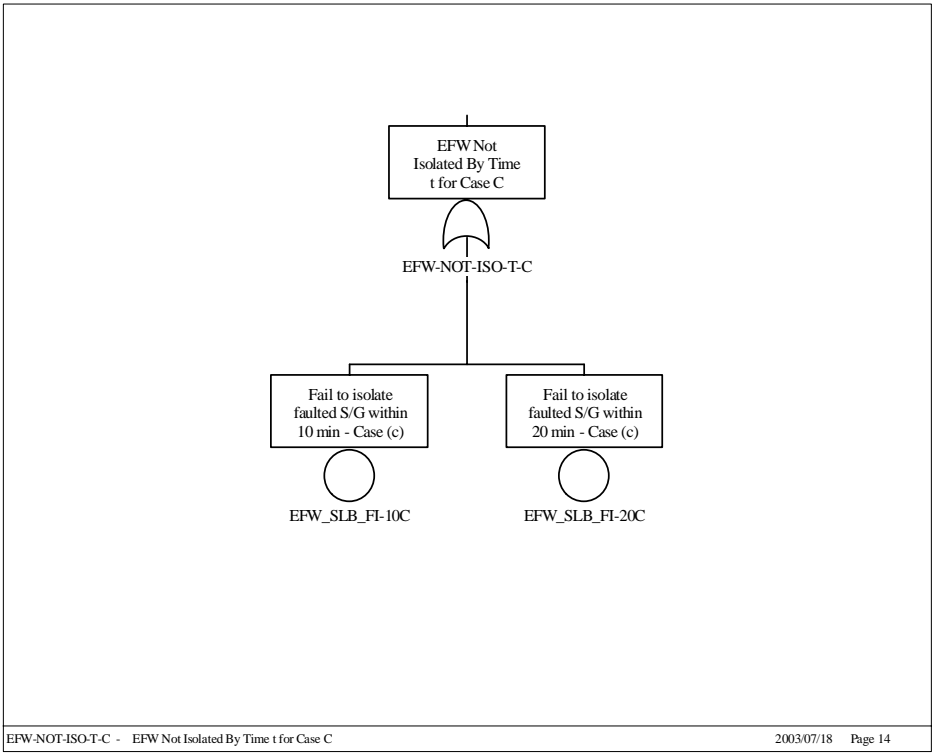 EFW Not
Isolated By Time
t for Case C
EFW-NOT-ISO-T-C
Fail to isolate
faulted S/G within
10 min - Case (c)
EFW_SLB_FI-10C
Fail to isolate
faulted S/G within
20 min - Case (c)
EFW_SLB_FI-20C
EFW-NOT-ISO-T-C - EFW Not Isolated By Time t for Case C 2003/07/18 Page 14